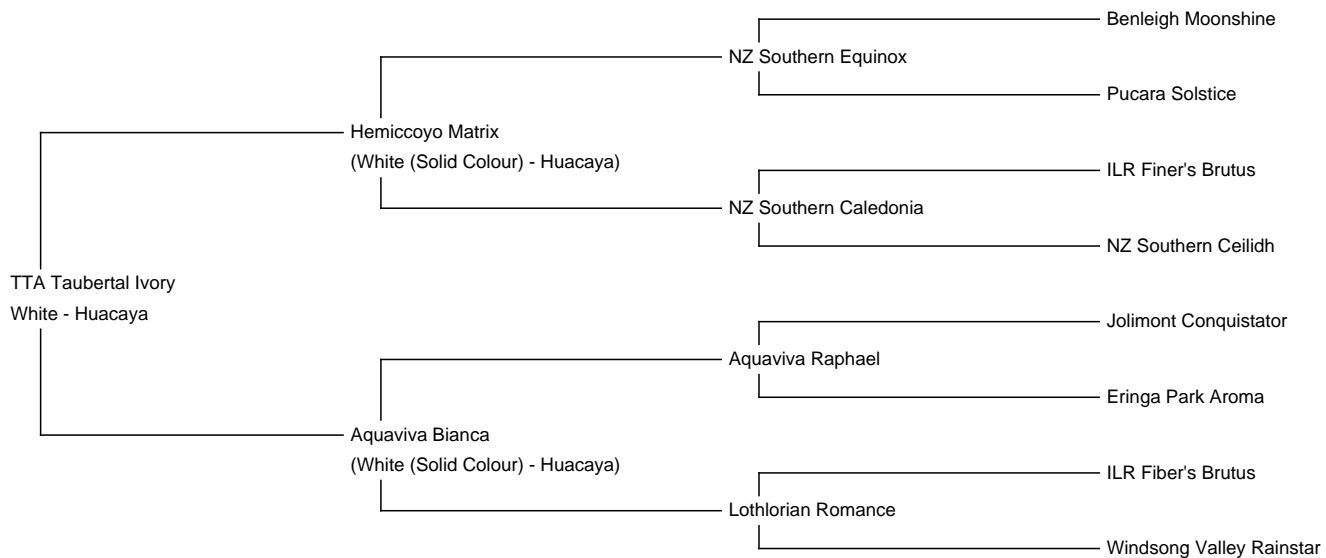 Benleigh Moonshine
NZ Southern Equinox
Pucara Solstice
Hemiccoyo Matrix
(White (Solid Colour) - Huacaya)
ILR Finer's Brutus
NZ Southern Caledonia
NZ Southern Ceilidh
TTA Taubertal Ivory
White - Huacaya
Jolimont Conquistator
Aquaviva Raphael
Eringa Park Aroma
Aquaviva Bianca
(White (Solid Colour) - Huacaya)
ILR Fiber's Brutus
Lothlorian Romance
Windsong Valley Rainstar